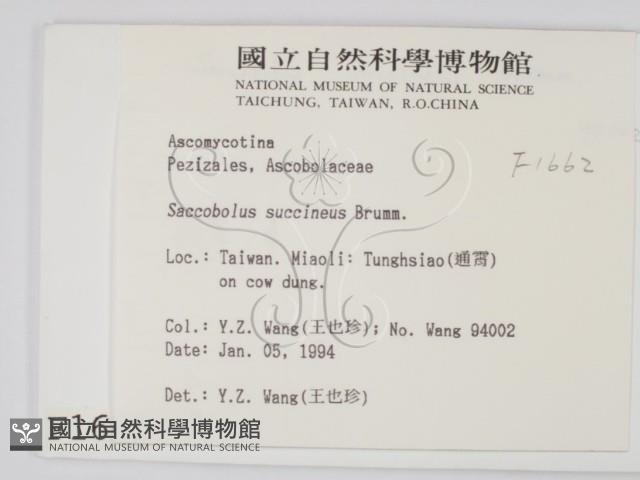 國立自然科學博物館
NATIONAL MUSEUM OF NATURAL SCIENCE
TAICHUNG, TAIWAN, R.O.CHINA
Ascomycotina
Pezizales, Ascobolaceae
F1662
Saccobolus succineus Brumm.
Loc.: Taiwan. Miaoli: Tunghsiao(通霄)
on cow dung.
Col.: Y.Z. Wang(王也珍); No. Wang 94002
Date: Jan. 05, 1994
Det.: Y.Z. Wang(王也珍)
國立自然科學博物館
NATIONAL MUSEUM OF NATURAL SCIENCE